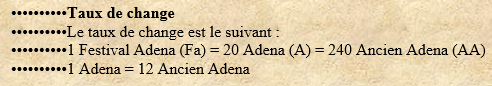 ••••••••••Taux de change
••••••••••Le taux de change est le suivant :
••••••••••1 Festival Adena (Fa) = 20 Adena (A) = 240 Ancien Adena (AA)
••••••••••1 Adena = 12 Ancien Adena